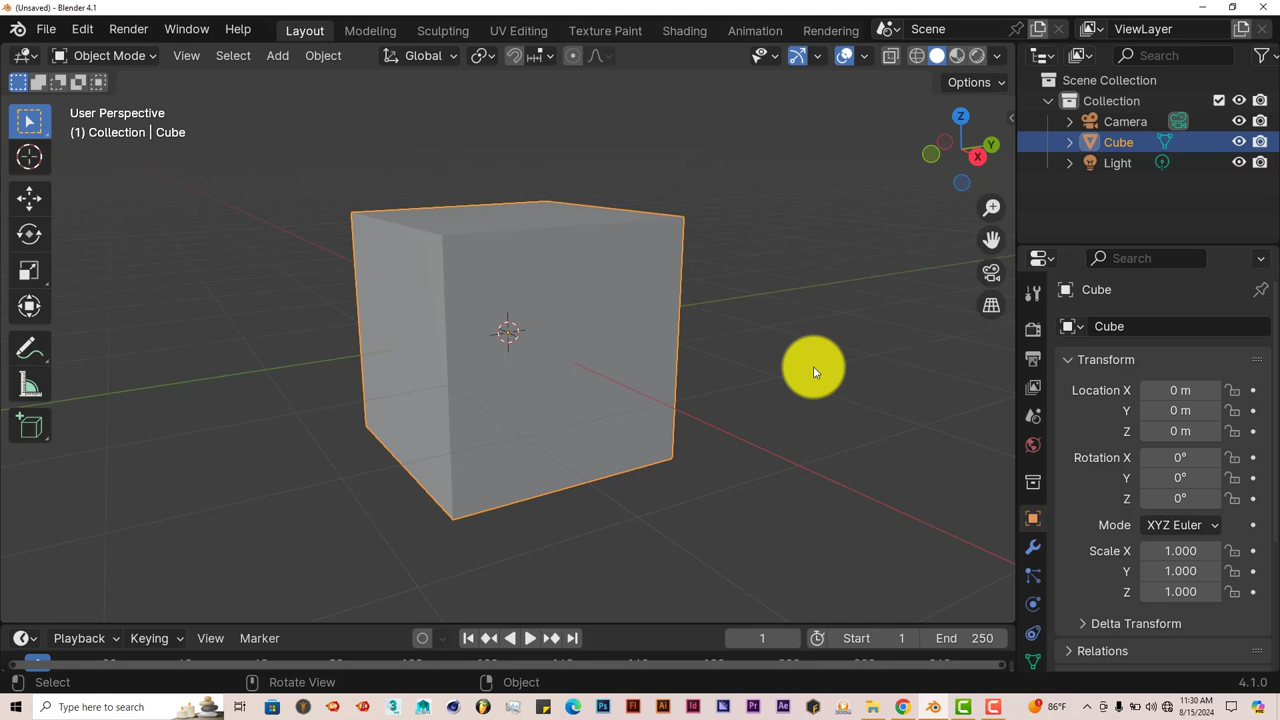 (Unsaved) - Blender 4.1
File Edit Render Window Help Layout Modeling Sculpting UV Editing Texture Paint Shading Animation Rendering Scene ViewLayer
Object Mode View Select Add Object Global Search
Options
User Perspective
(1) Collection | Cube
Z
Y
X
Scene Collection
Collection
Camera
Cube
Light
Search
Cube
Cube
Transform
Location X 0 m
Y 0 m
Z 0 m
Rotation X 0°
Y 0°
Z 0°
Mode XYZ Euler
Scale X 1.000
Y 1.000
Z 1.000
Delta Transform
Relations
Playback Keying View Marker 1 Start 1 End 250
Select Rotate View Object 4.1.0
Type here to search 86°F 11:30 AM
8/15/2024